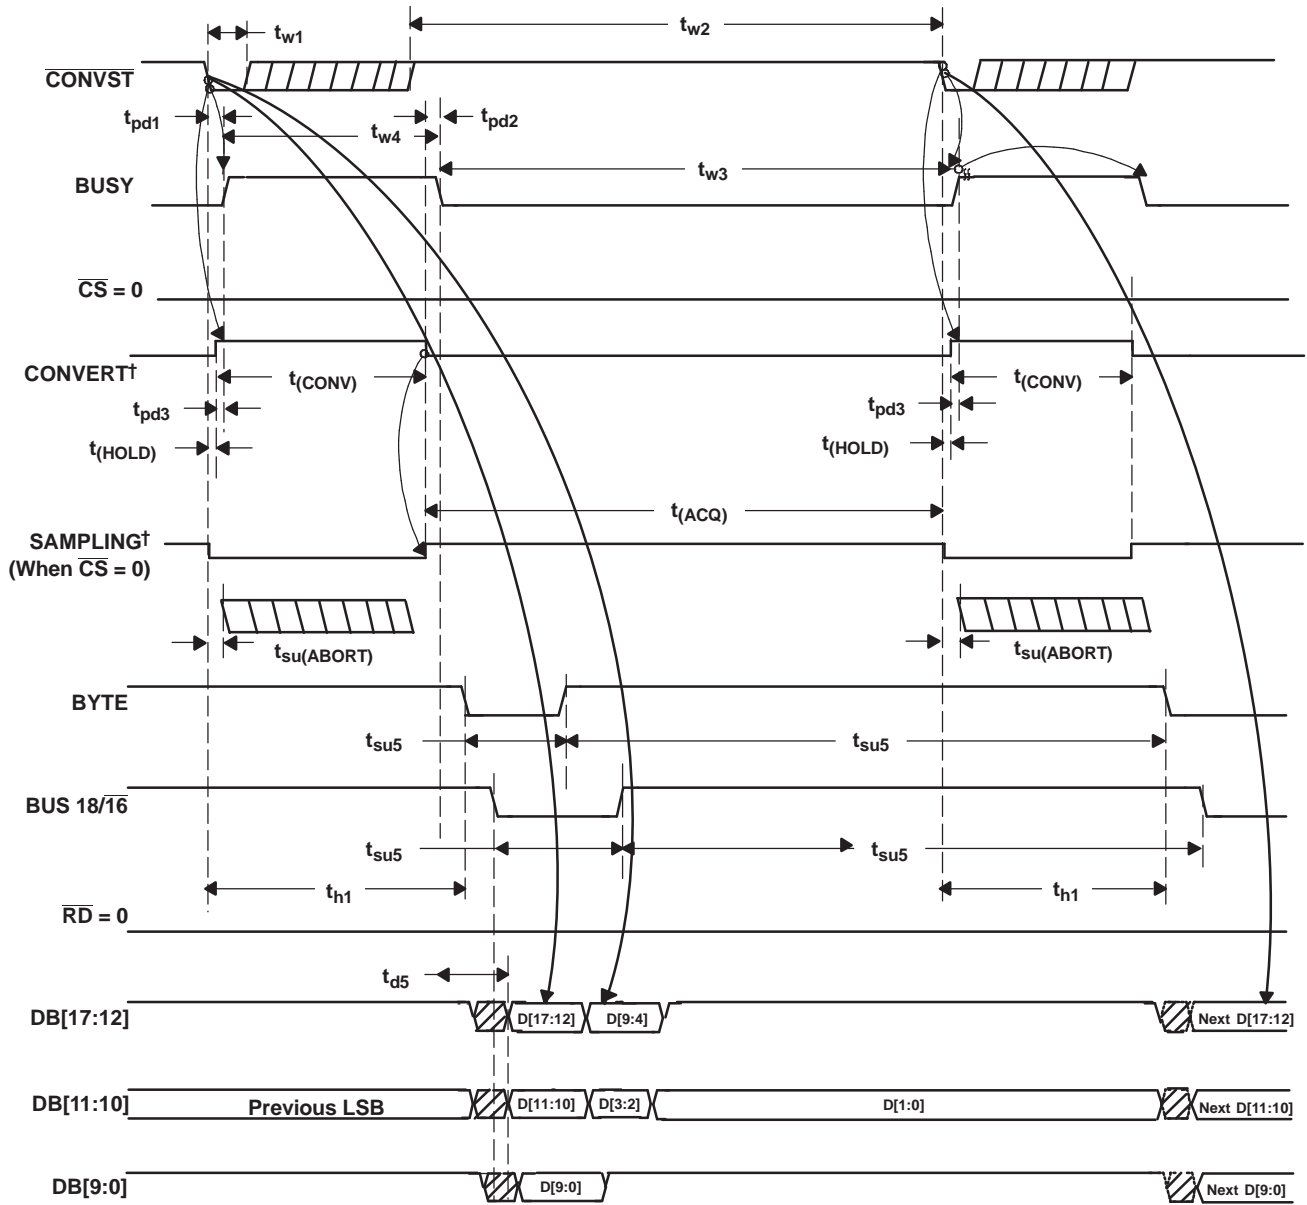 tw1
tw2
CONVST
tpd1
tw4
tpd2
tw3
BUSY
CS = 0
CONVERT†
t(CONV)
t(CONV)
tpd3
tpd3
t(HOLD)
t(HOLD)
t(ACQ)
SAMPLING†
(When CS = 0)
tsu(ABORT)
tsu(ABORT)
BYTE
tsu5
tsu5
BUS 18/16
tsu5
tsu5
th1
th1
RD = 0
td5
DB[17:12]
D[17:12]
D[9:4]
Next D[17:12]
DB[11:10]
Previous LSB
D[11:10]
D[3:2]
D[1:0]
Next D[11:10]
DB[9:0]
D[9:0]
Next D[9:0]